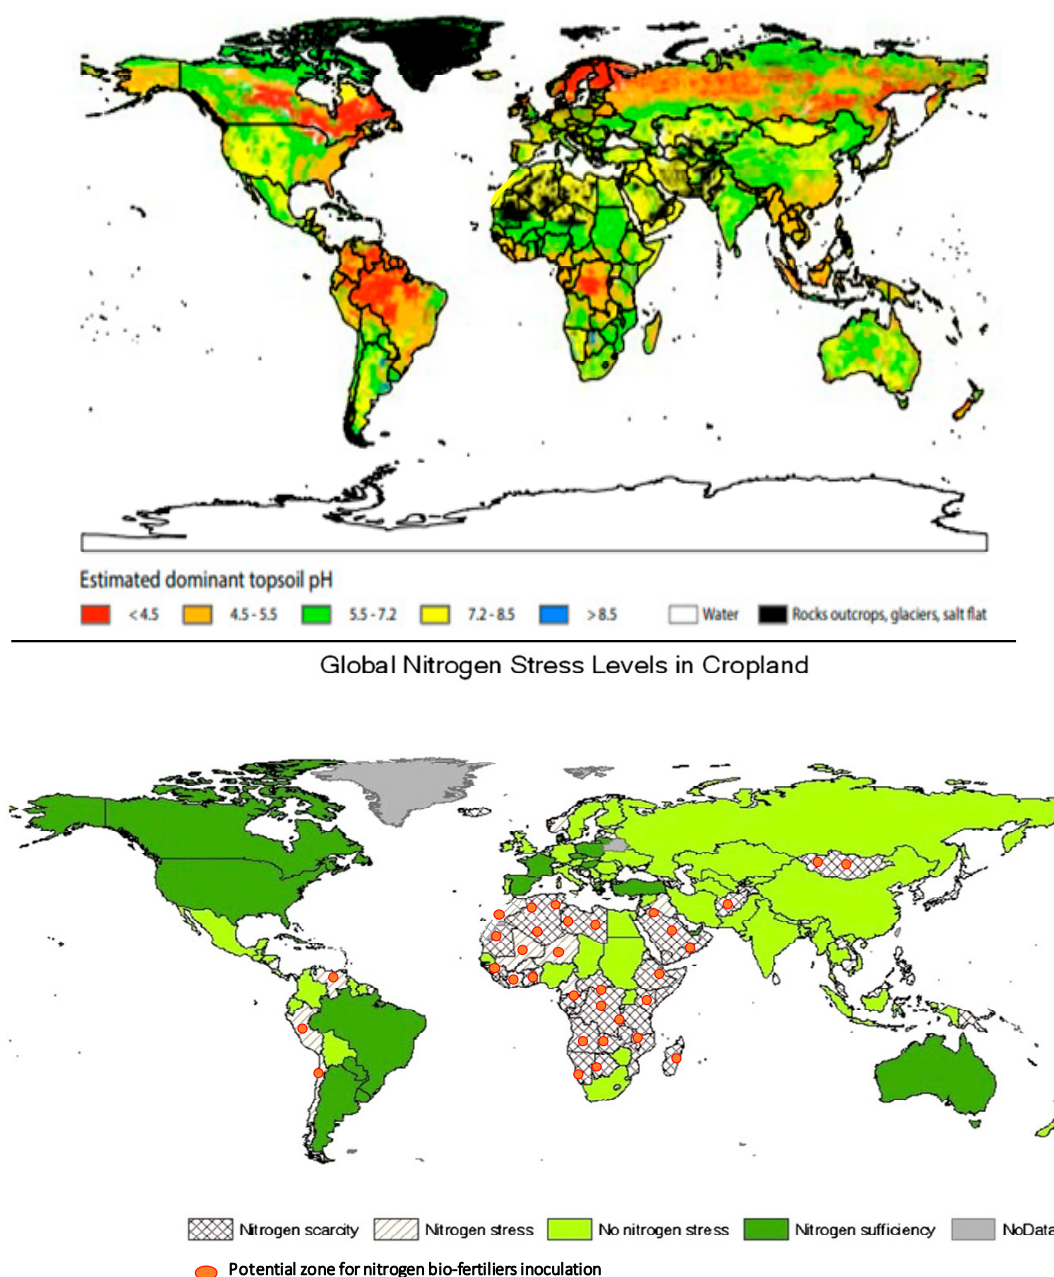 Estimated dominant topsoil pH
< 4.5 4.5 - 5.5 5.5 - 7.2 7.2 - 8.5 > 8.5 Water Rocks outcrops, glaciers, salt flat
Global Nitrogen Stress Levels in Cropland
Nitrogen scarcity Nitrogen stress No nitrogen stress Nitrogen sufficiency NoData
Potential zone for nitrogen bio-fertiliers inoculation